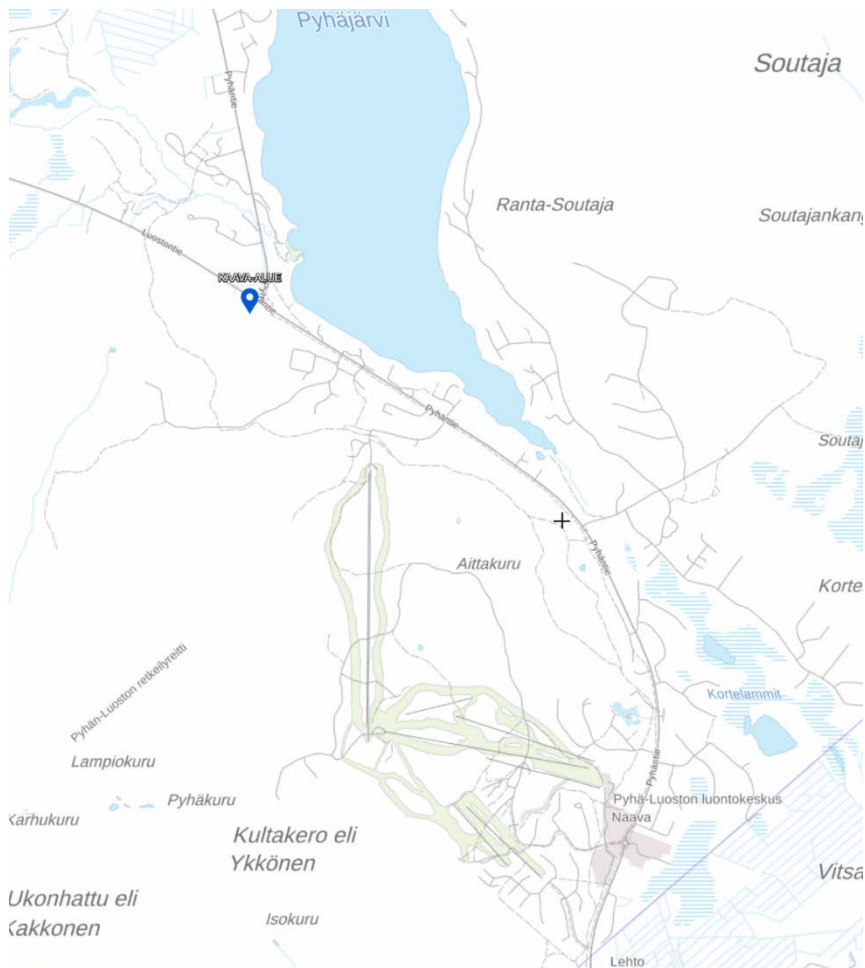 Pyhäjärvi
Soutaja
Pyhäntie
Ranta-Soutaja
Soutajankang
Luostontie
KAAVA-ALUE
Pyhäntie
Soutaj
Aittakuru
Pyhäntie
Korte
Pyhän-Luoston retkeilyreitti
Kortelammit
Lampiokuru
Pyhäntie
Pyhäkuru
Pyhä-Luoston luontokeskus
Naava
Karhukuru
Kultakero eli
Ykkönen
Vitsa
Ukonhattu eli
Kakkonen
Isokuru
Lehto